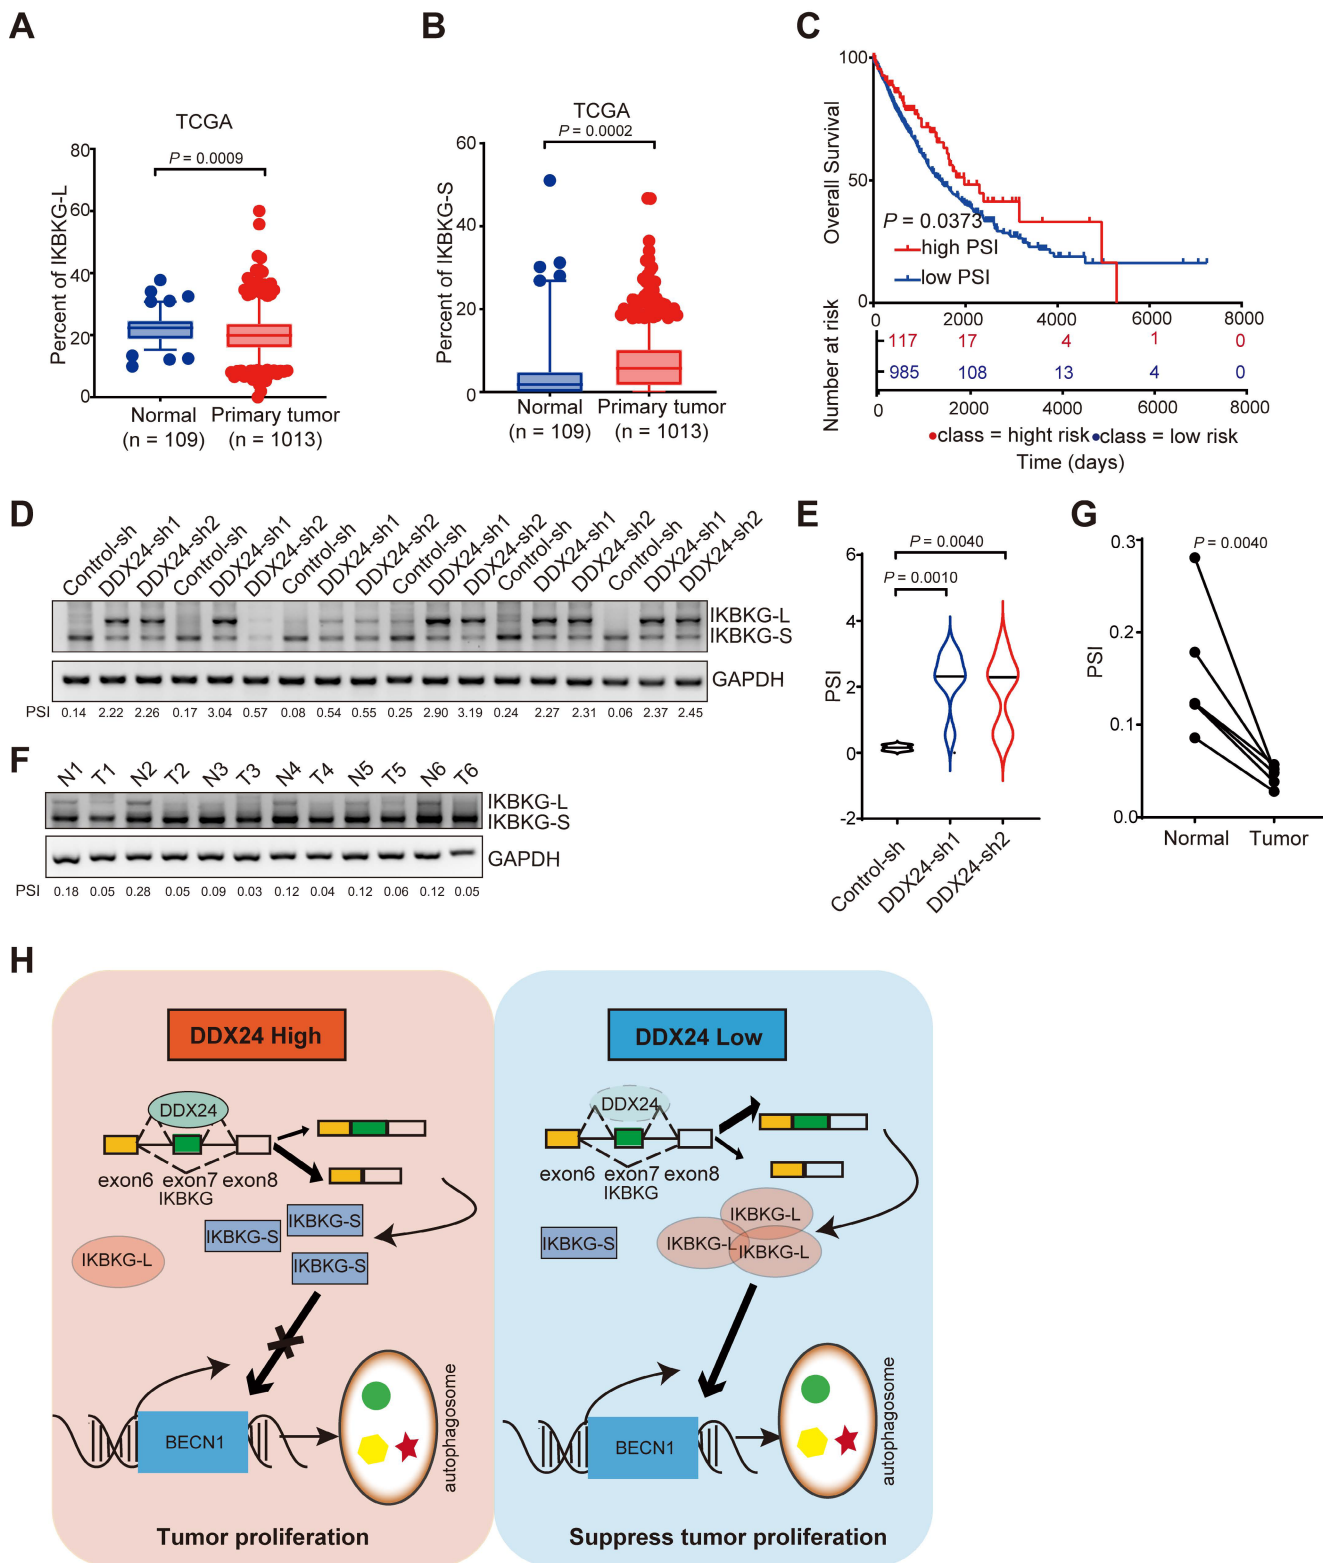 A
TCGA
P = 0.0009
Percent of IKBKG-L
80
60
40
20
0
Normal
(n = 109)
Primary tumor
(n = 1013)
B
TCGA
P = 0.0002
Percent of IKBKG-S
60
40
20
0
Normal
(n = 109)
Primary tumor
(n = 1013)
C
Overall Survival
100
50
0
P = 0.0373
high PSI
low PSI
0 2000 4000 6000 8000
Number at risk
117 17 4 1 0
985 108 13 4 0
0 2000 4000 6000 8000
class = hight risk class = low risk
Time (days)
D
Control-sh DDX24-sh1 DDX24-sh2 Control-sh DDX24-sh1 DDX24-sh2 Control-sh DDX24-sh1 DDX24-sh2 Control-sh DDX24-sh1 DDX24-sh2 Control-sh DDX24-sh1 DDX24-sh2 Control-sh DDX24-sh1 DDX24-sh2
IKBKG-L
IKBKG-S
GAPDH
PSI 0.14 2.22 2.26 0.17 3.04 0.57 0.08 0.54 0.55 0.25 2.90 3.19 0.24 2.27 2.31 0.06 2.37 2.45
E
P = 0.0040
P = 0.0010
PSI
6
4
2
0
-2
Control-sh
DDX24-sh1
DDX24-sh2
F
N1 T1 N2 T2 N3 T3 N4 T4 N5 T5 N6 T6
IKBKG-L
IKBKG-S
GAPDH
PSI 0.18 0.05 0.28 0.05 0.09 0.03 0.12 0.04 0.12 0.06 0.12 0.05
G
P = 0.0040
PSI
0.3
0.2
0.1
0.0
Normal Tumor
H
DDX24 High
DDX24
exon6 exon7 exon8
IKBKG
IKBKG-S
IKBKG-S
IKBKG-S
IKBKG-L
BECN1
autophagosome
Tumor proliferation
DDX24 Low
DDX24
exon6 exon7 exon8
IKBKG
IKBKG-S
IKBKG-L
IKBKG-L
IKBKG-L
BECN1
autophagosome
Suppress tumor proliferation